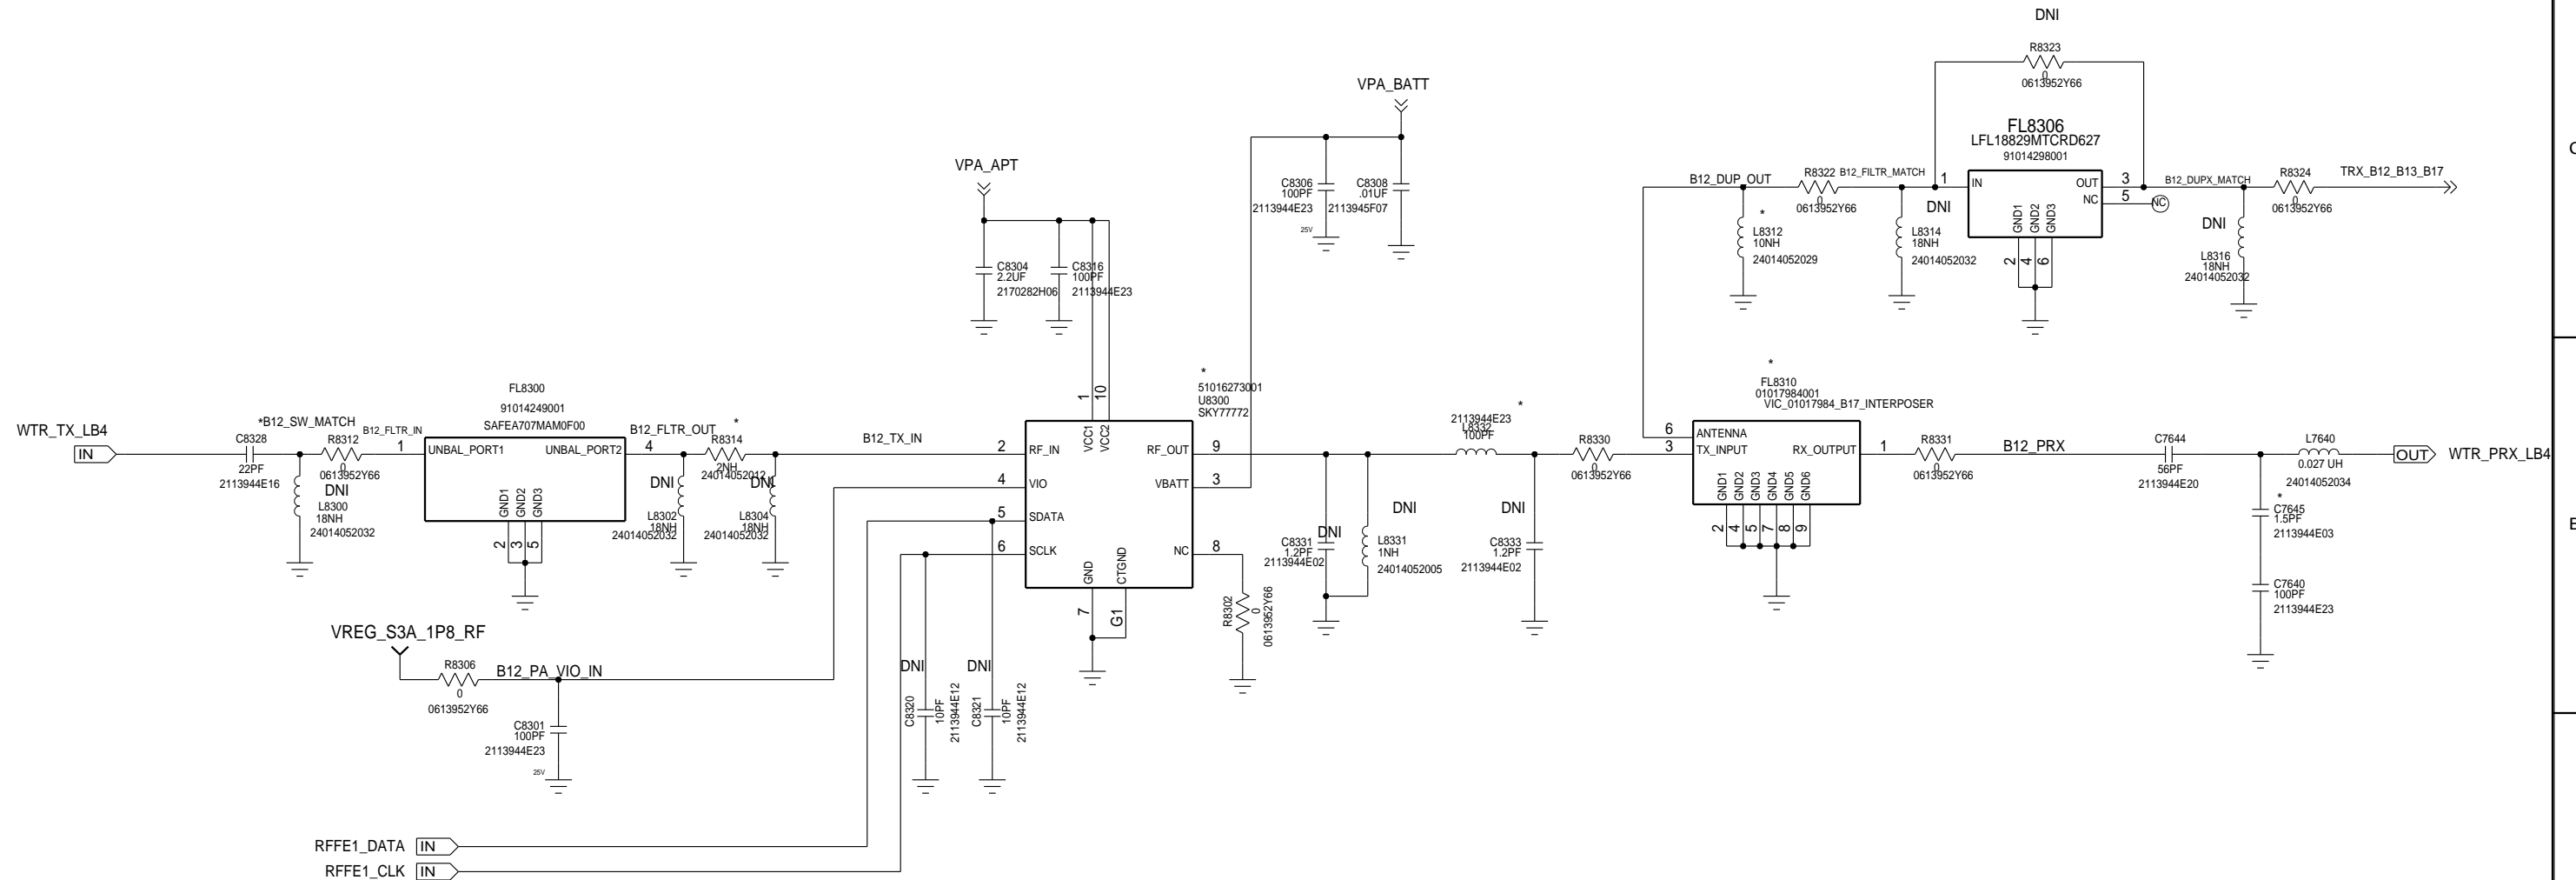 DNI
R8323
0
0613952Y66
VPA_BATT
FL8306
LFL18829MTCRD627
91014298001
VPA_APT
C8306
100PF
2113944E23
25V
C8308
.01UF
2113945F07
B12_DUP_OUT
R8322
0
0613952Y66
B12_FILTR_MATCH
1
IN
OUT
3
NC
5
NC
GND1
GND2
GND3
2
4
6
B12_DUPX_MATCH
R8324
0
0613952Y66
TRX_B12_B13_B17
*
L8312
10NH
24014052029
DNI
L8314
18NH
24014052032
DNI
L8316
18NH
24014052032
C8304
2.2UF
2170282H06
C8316
100PF
2113944E23
1
10
*
51016273001
U8300
SKY77772
VCC1
VCC2
2
RF_IN
4
VIO
5
SDATA
6
SCLK
RF_OUT
9
VBATT
3
NC
8
GND
CTGND
7
G1
WTR_TX_LB4
IN
C8328
22PF
2113944E16
*B12_SW_MATCH
R8312
0
0613952Y66
DNI
L8300
18NH
24014052032
B12_FLTR_IN
1
FL8300
91014249001
SAFEA707MAM0F00
UNBAL_PORT1
UNBAL_PORT2
GND1
GND2
GND3
2
3
5
B12_FLTR_OUT
4
*
R8314
2NH
24014052012
DNI
L8302
18NH
24014052032
DNI
L8304
18NH
24014052032
B12_TX_IN
2113944E23
*
L8332
100PF
R8330
0
0613952Y66
DNI
C8331
1.2PF
2113944E02
DNI
L8331
1NH
24014052005
DNI
C8333
1.2PF
2113944E02
R8302
0
0613952Y66
*
FL8310
01017984001
VIC_01017984_B17_INTERPOSER
6
ANTENNA
3
TX_INPUT
RX_OUTPUT
1
GND1
GND2
GND3
GND4
GND5
GND6
2
4
5
7
8
9
R8331
0
0613952Y66
B12_PRX
C7644
56PF
2113944E20
L7640
0.027 UH
24014052034
OUT
WTR_PRX_LB4
*
C7645
1.5PF
2113944E03
C7640
100PF
2113944E23
VREG_S3A_1P8_RF
R8306
0
0613952Y66
B12_PA_VIO_IN
C8301
100PF
2113944E23
25V
DNI
C8320
10PF
2113944E12
DNI
C8321
10PF
2113944E12
RFFE1_DATA
IN
RFFE1_CLK
IN